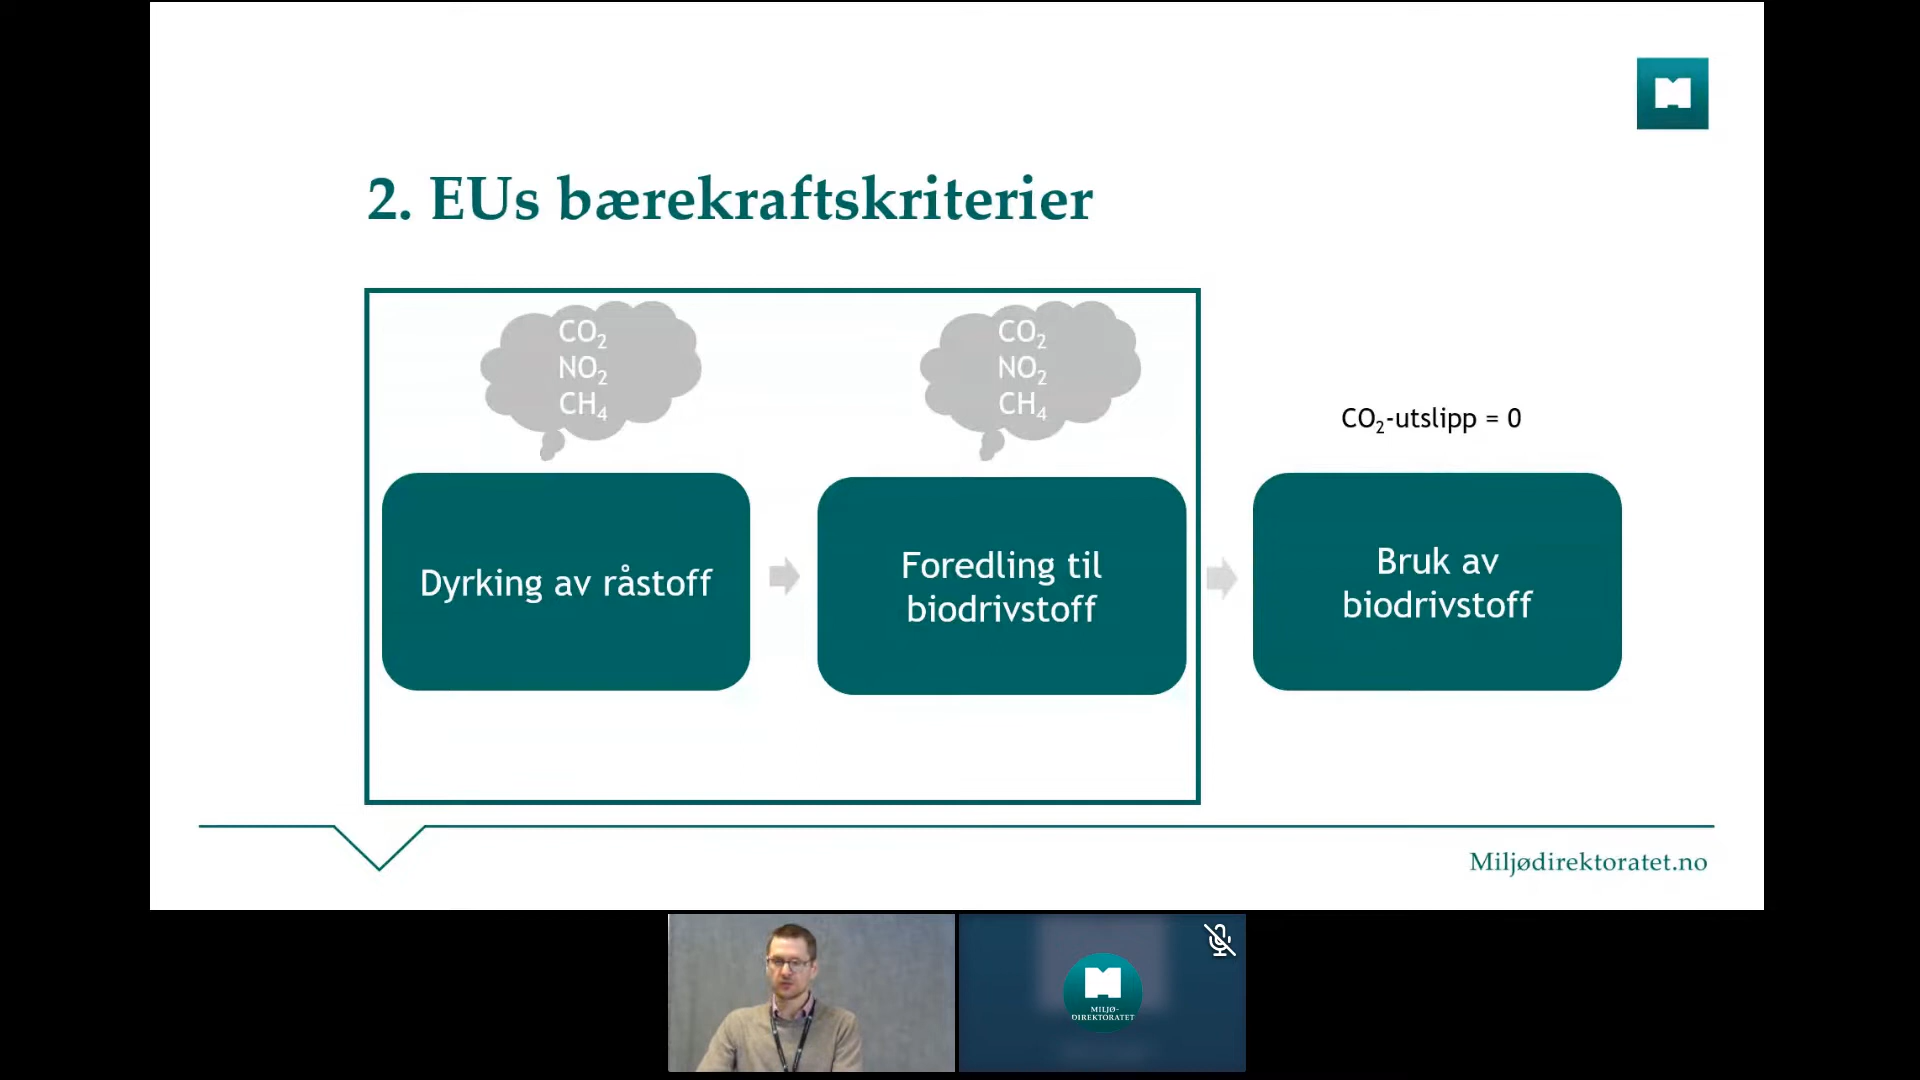 2. EUs bærekraftskriterier
CO₂
NO₂
CH₄
CO₂
NO₂
CH₄
CO₂-utslipp = 0
Dyrking av råstoff
Foredling til
biodrivstoff
Bruk av
biodrivstoff
Miljødirektoratet.no
MILJØ-
DIREKTORATET